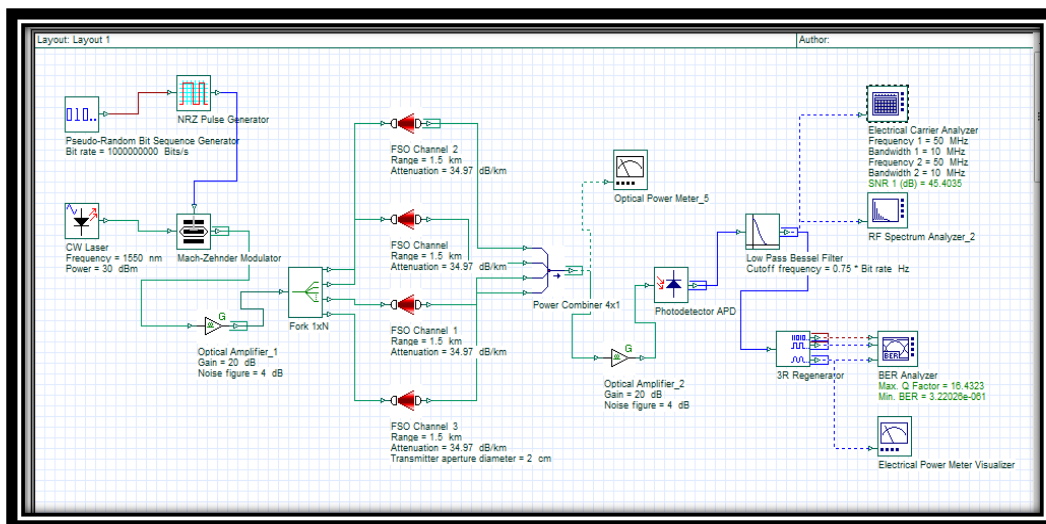 Layout: Layout 1
Author:
NRZ Pulse Generator
Pseudo-Random Bit Sequence Generator
Bit rate = 1000000000 Bits/s
CW Laser
Frequency = 1550 nm
Power = 30 dBm
Mach-Zehnder Modulator
G
Optical Amplifier_1
Gain = 20 dB
Noise figure = 4 dB
Fork 1xN
FSO Channel 2
Range = 1.5 km
Attenuation = 34.97 dB/km
FSO Channel
Range = 1.5 km
Attenuation = 34.97 dB/km
FSO Channel 1
Range = 1.5 km
Attenuation = 34.97 dB/km
FSO Channel 3
Range = 1.5 km
Attenuation = 34.97 dB/km
Transmitter aperture diameter = 2 cm
Power Combiner 4x1
Optical Power Meter_5
G
Optical Amplifier_2
Gain = 20 dB
Noise figure = 4 dB
Photodetector APD
Low Pass Bessel Filter
Cutoff frequency = 0.75 * Bit rate Hz
Electrical Carrier Analyzer
Frequency 1 = 50 MHz
Bandwidth 1 = 10 MHz
Frequency 2 = 50 MHz
Bandwidth 2 = 10 MHz
SNR 1 (dB) = 45.4035
RF Spectrum Analyzer_2
3R Regenerator
BER
BER Analyzer
Max. Q Factor = 16.4323
Min. BER = 3.22026e-061
Electrical Power Meter Visualizer